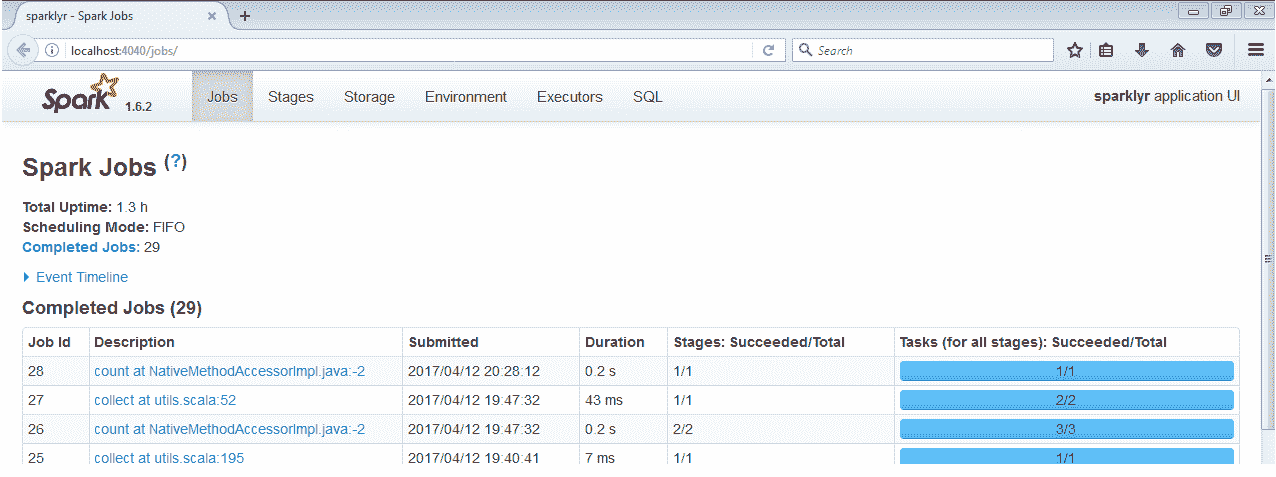 sparklyr - Spark Jobs
localhost:4040/jobs/
Search
Spark 1.6.2 Jobs Stages Storage Environment Executors SQL sparklyr application UI
Spark Jobs (?)
Total Uptime: 1.3 h
Scheduling Mode: FIFO
Completed Jobs: 29
Event Timeline
Completed Jobs (29)
Job Id Description Submitted Duration Stages: Succeeded/Total Tasks (for all stages): Succeeded/Total
28 count at NativeMethodAccessorImpl.java:-2 2017/04/12 20:28:12 0.2 s 1/1 1/1
27 collect at utils.scala:52 2017/04/12 19:47:32 43 ms 1/1 2/2
26 count at NativeMethodAccessorImpl.java:-2 2017/04/12 19:47:32 0.2 s 2/2 3/3
25 collect at utils.scala:195 2017/04/12 19:40:41 7 ms 1/1 1/1